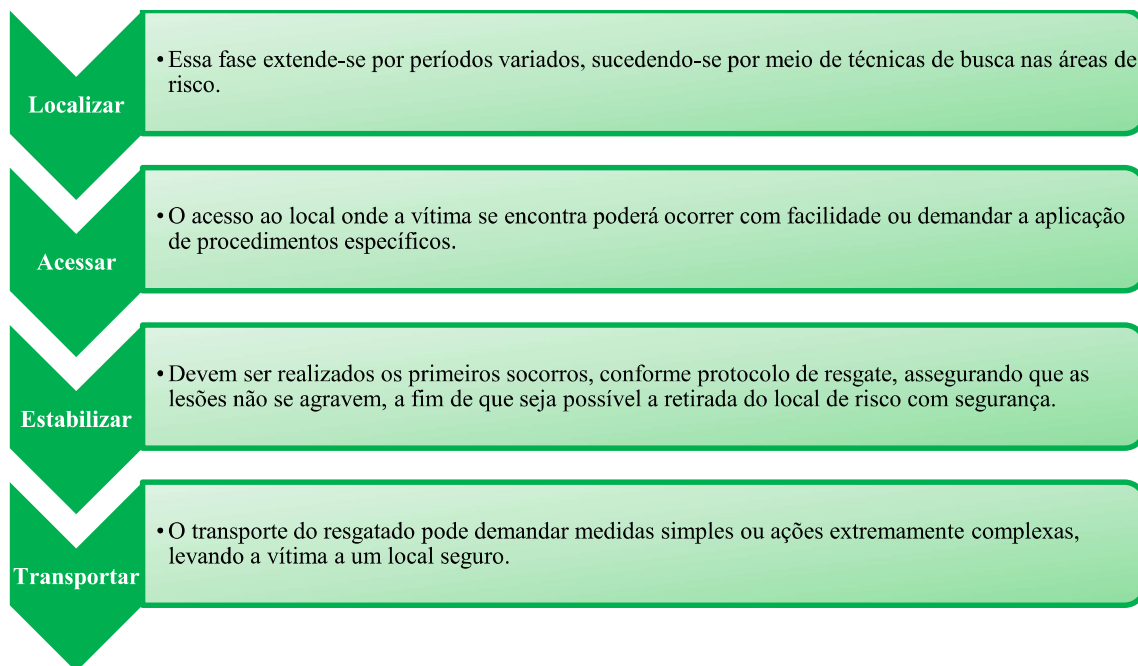 Localizar
• Essa fase extende-se por períodos variados, sucedendo-se por meio de técnicas de busca nas áreas de
risco.
Acessar
• O acesso ao local onde a vítima se encontra poderá ocorrer com facilidade ou demandar a aplicação
de procedimentos específicos.
Estabilizar
• Devem ser realizados os primeiros socorros, conforme protocolo de resgate, assegurando que as
lesões não se agravem, a fim de que seja possível a retirada do local de risco com segurança.
Transportar
• O transporte do resgatado pode demandar medidas simples ou ações extremamente complexas,
levando a vítima a um local seguro.